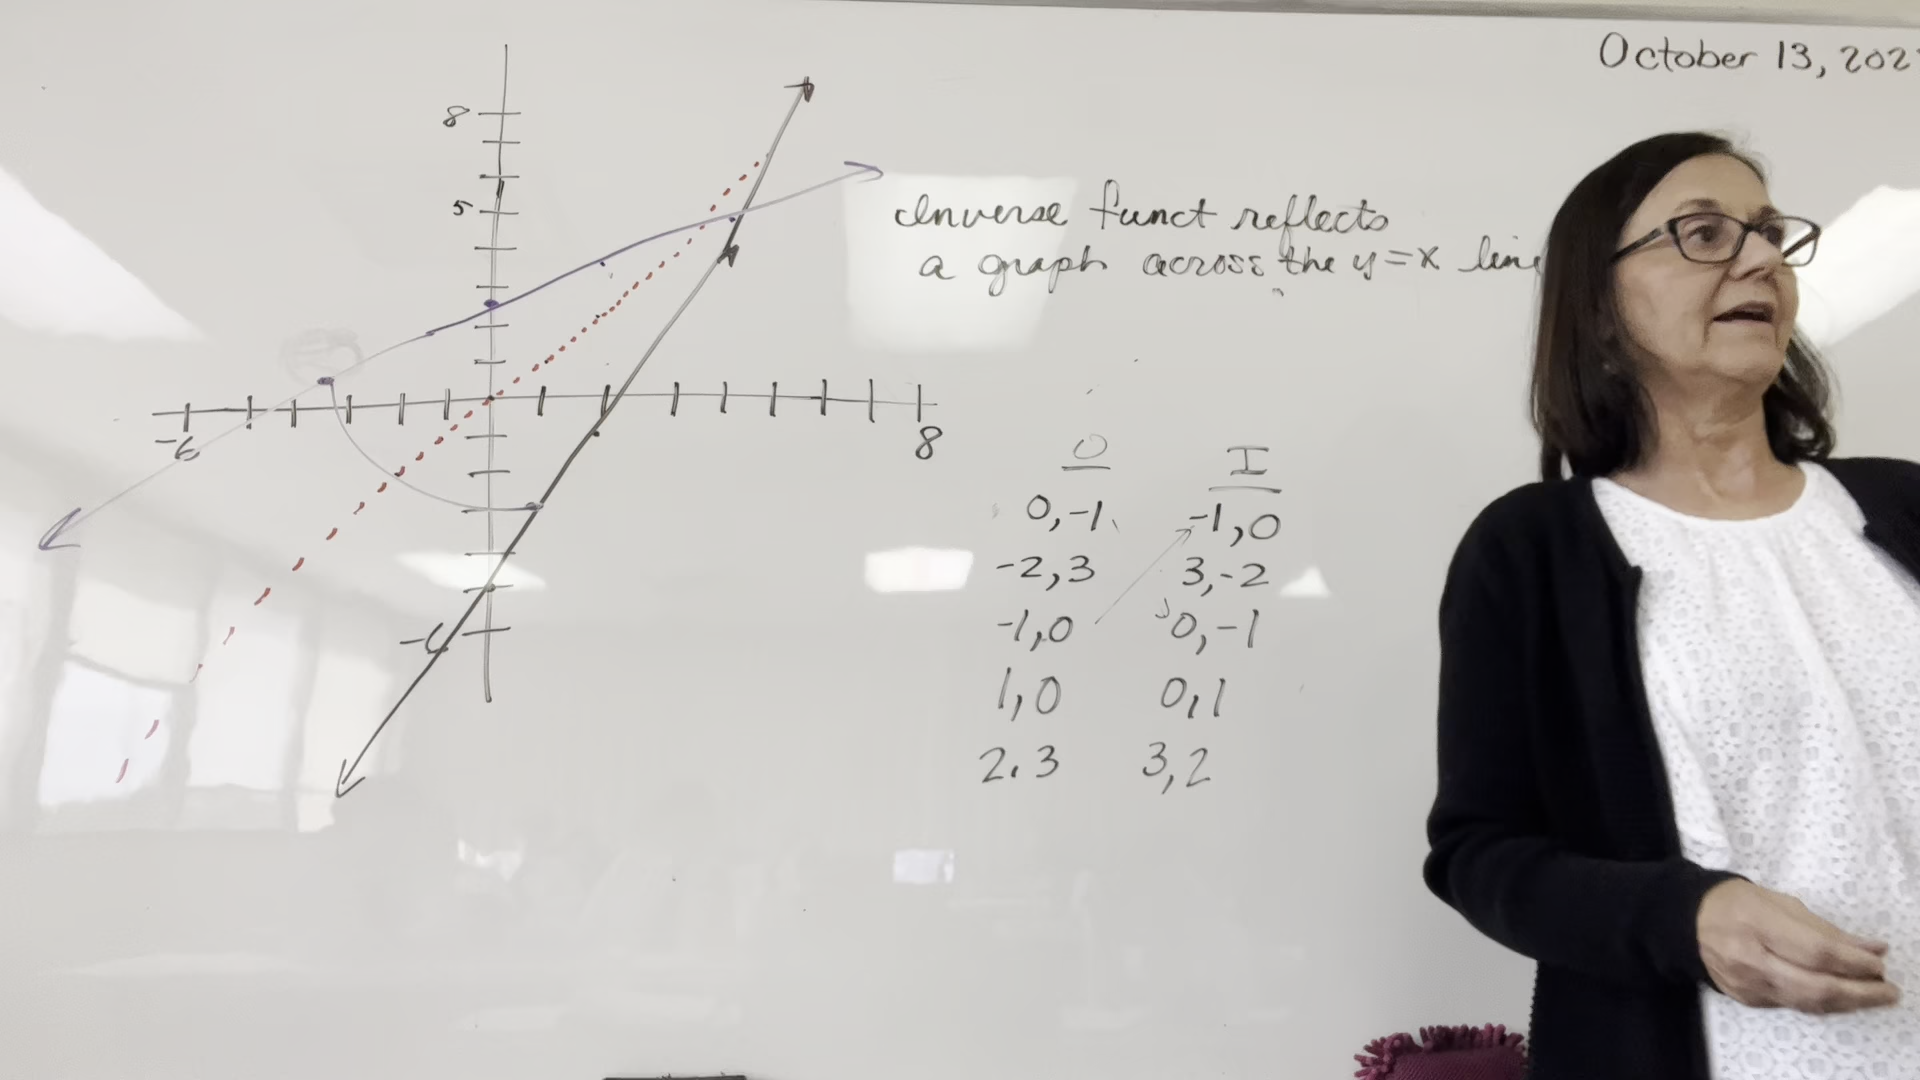 October 13, 202
8
5
-6
8
-6
Inverse funct reflects
a graph across the y=x line
O I
0,-1 -1,0
-2,3 3,-2
-1,0 0,-1
1,0 0,1
2.3 3,2